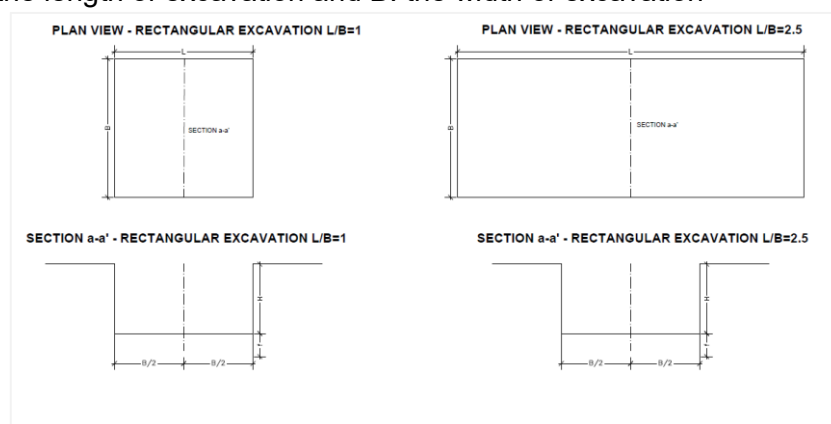 the length of excavation and B: the width of excavation
PLAN VIEW - RECTANGULAR EXCAVATION L/B=1
PLAN VIEW - RECTANGULAR EXCAVATION L/B=2.5
L
L
B
SECTION a-a'
B
SECTION a-a'
SECTION a-a' - RECTANGULAR EXCAVATION L/B=1
SECTION a-a' - RECTANGULAR EXCAVATION L/B=2.5
H
H
B/2
B/2
B/2
B/2